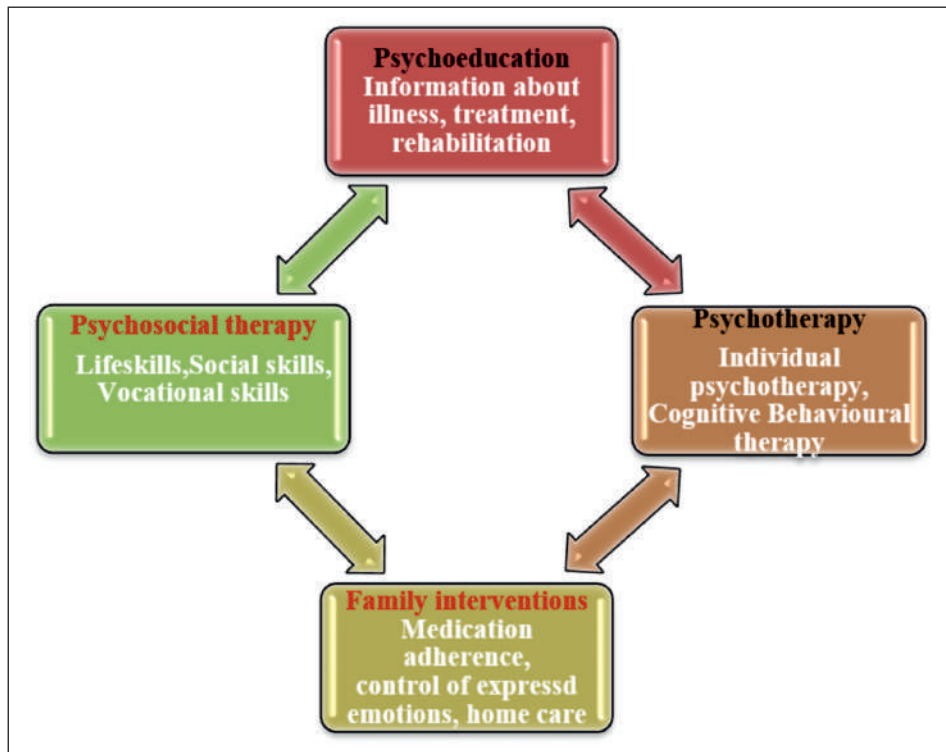 Psychoeducation
Information about
illness, treatment,
rehabilitation
Psychosocial therapy
Lifeskills,Social skills,
Vocational skills
Psychotherapy
Individual
psychotherapy,
Cognitive Behavioural
therapy
Family interventions
Medication
adherence,
control of expressd
emotions, home care